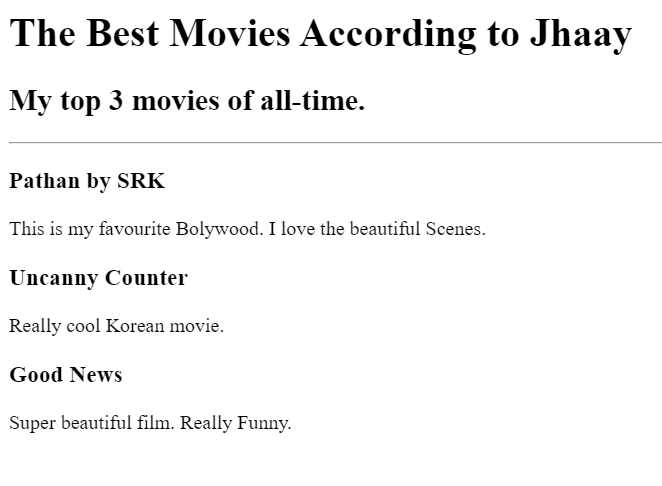 The Best Movies According to Jhaay
My top 3 movies of all-time.
Pathan by SRK
This is my favourite Bolywood. I love the beautiful Scenes.
Uncanny Counter
Really cool Korean movie.
Good News
Super beautiful film. Really Funny.